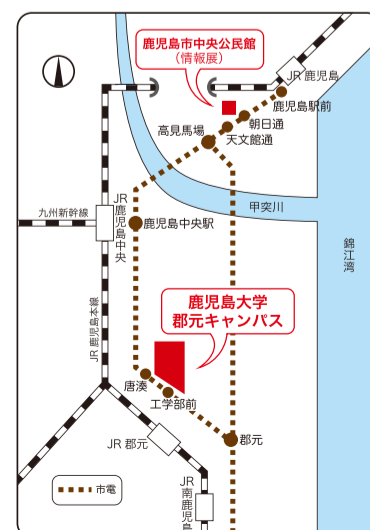 鹿児島市中央公民館
（情報展）
JR 鹿児島
鹿児島駅前
朝日通
天文館通
高見馬場
甲突川
九州新幹線
JR 鹿児島中央
鹿児島中央駅
錦江湾
鹿児島大学
郡元キャンパス
JR 鹿児島本線
唐湊
工学部前
郡元
JR 郡元
市電
JR 南鹿児島